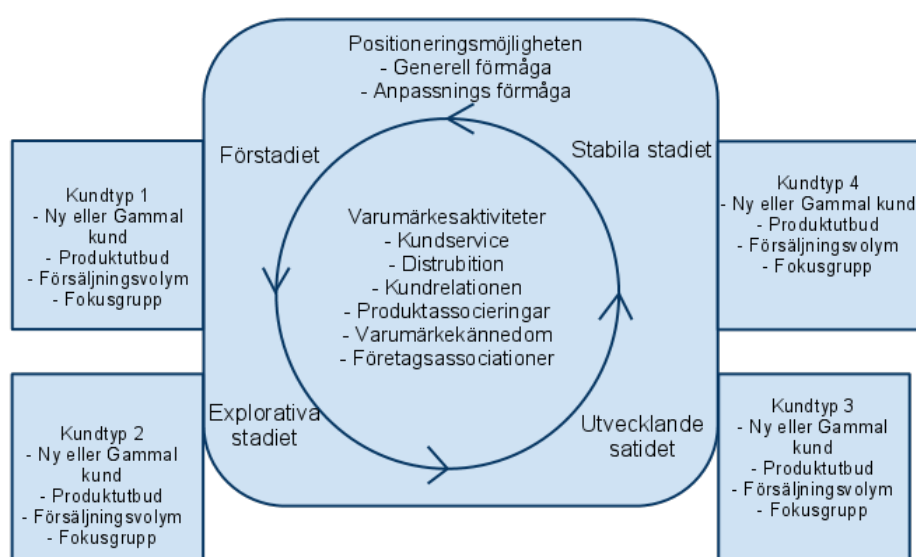 Positioneringsmöjligheten
- Generell förmåga
- Anpassnings förmåga
Förstadiet
Stabila stadiet
Kundtyp 1
- Ny eller Gammal
kund
- Produktutbud
- Försäljningsvolym
- Fokusgrupp
Varumärkesaktiviteter
- Kundservice
- Distrubition
- Kundrelationen
- Produktassocieringar
- Varumärkekännedom
- Företagsassociationer
Kundtyp 4
- Ny eller Gammal kund
- Produktutbud
- Försäljningsvolym
- Fokusgrupp
Explorativa
stadiet
Utvecklande
satidet
Kundtyp 2
- Ny eller Gammal
kund
- Produktutbud
- Försäljningsvolym
- Fokusgrupp
Kundtyp 3
- Ny eller Gammal
kund
- Produktutbud
- Försäljningsvolym
- Fokusgrupp